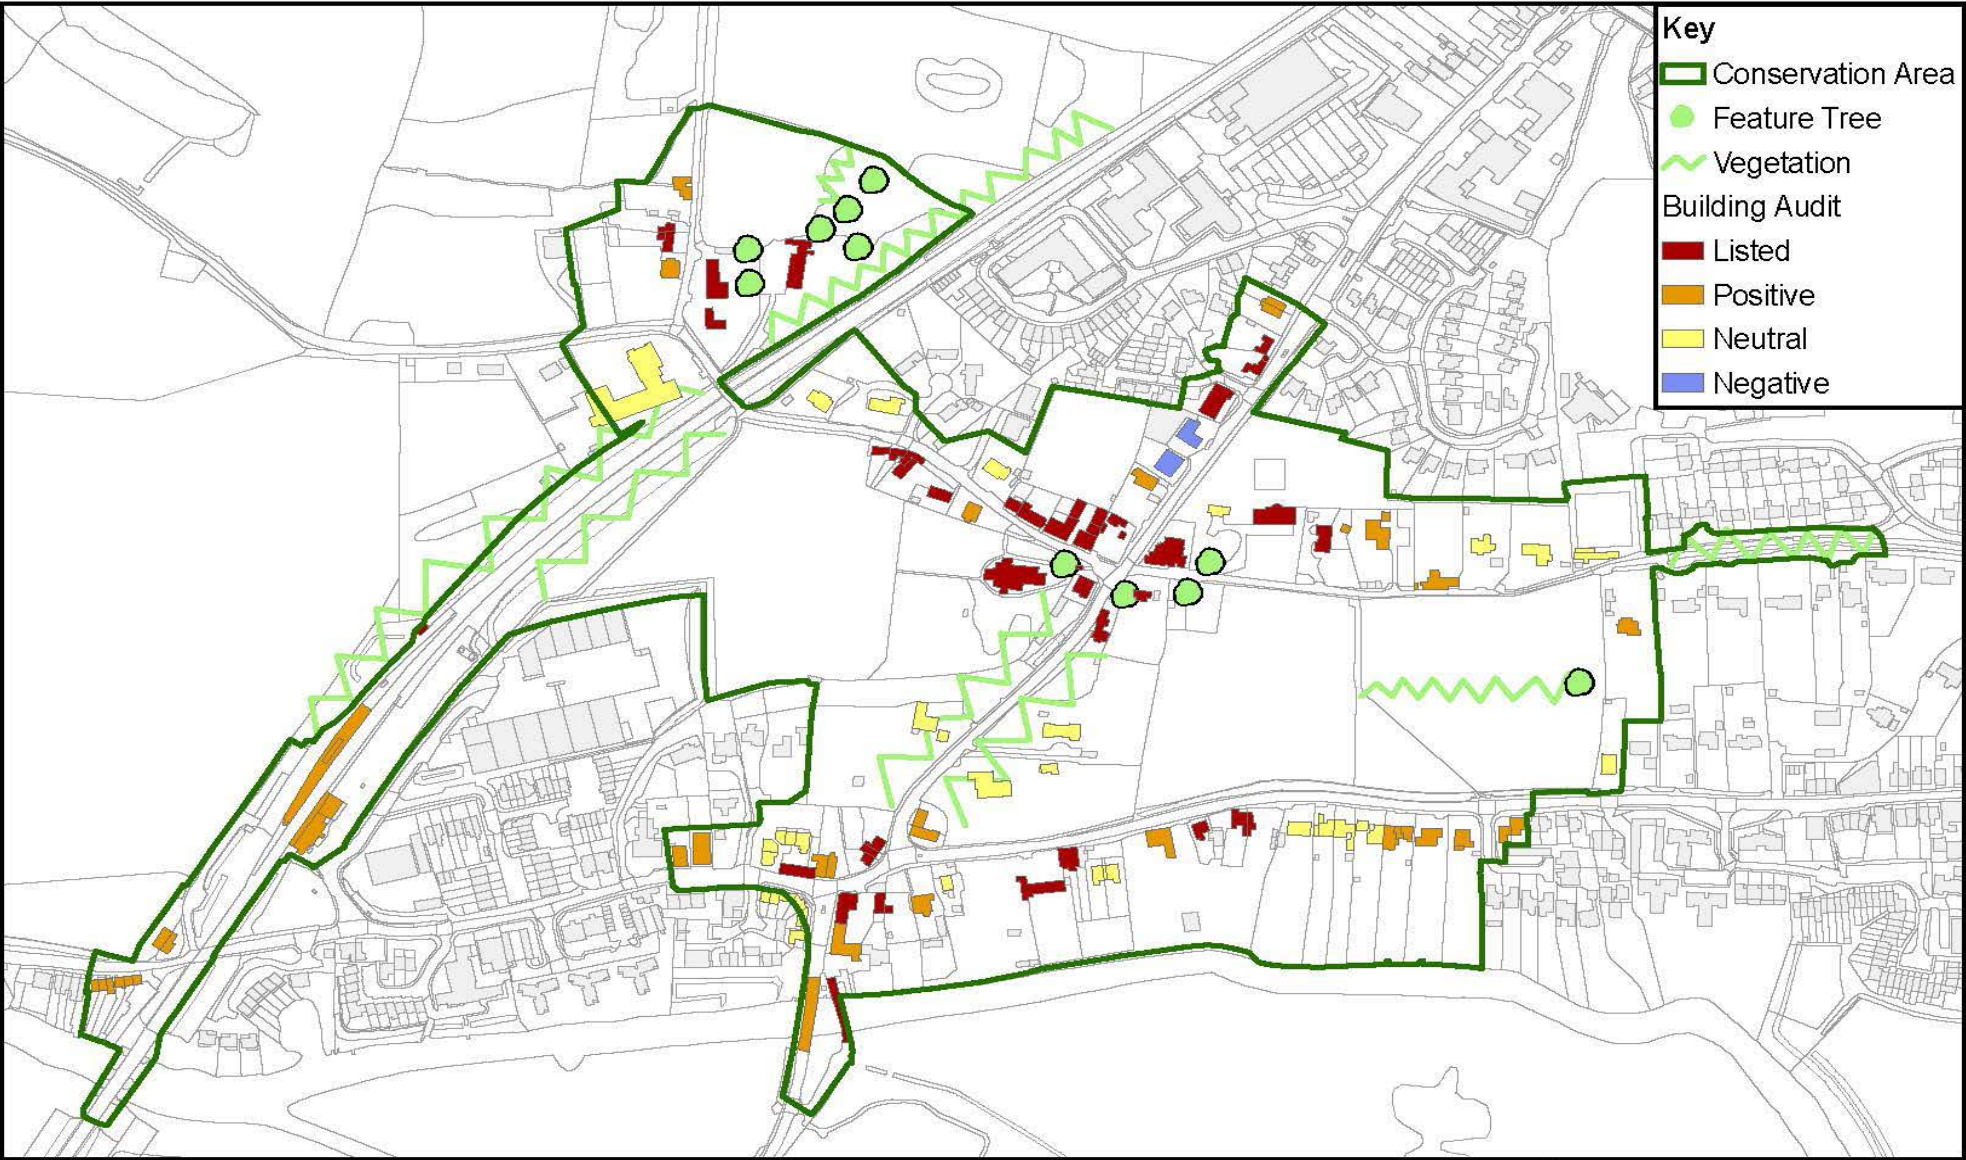 Key
Conservation Area
Feature Tree
Vegetation
Building Audit
Listed
Positive
Neutral
Negative